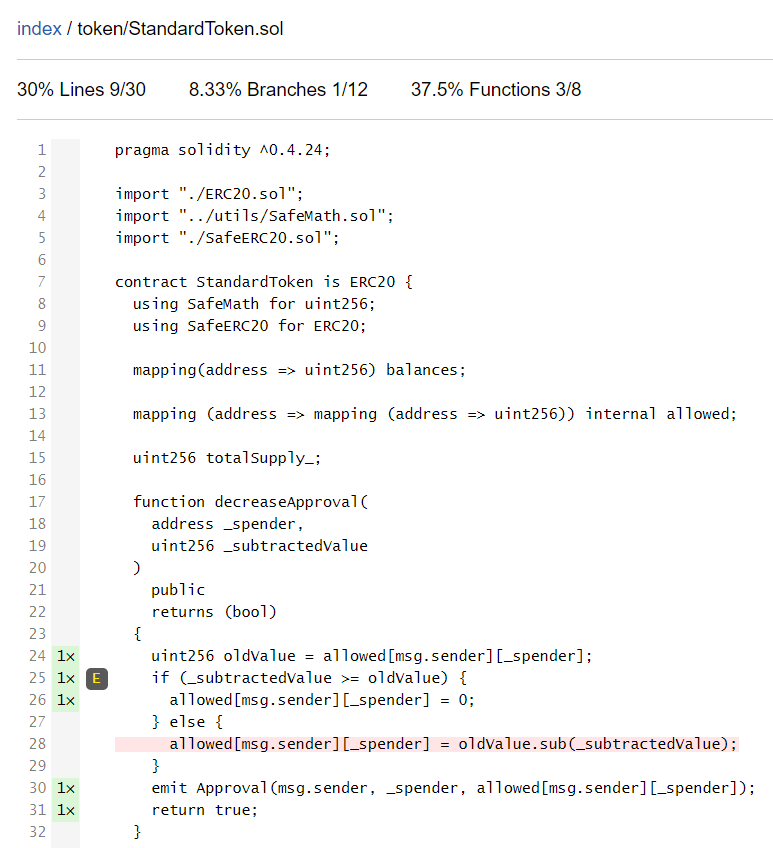 index / token/StandardToken.sol
30% Lines 9/30 8.33% Branches 1/12 37.5% Functions 3/8
1 pragma solidity ^0.4.24;
2
3 import "./ERC20.sol";
4 import "../utils/SafeMath.sol";
5 import "./SafeERC20.sol";
6
7 contract StandardToken is ERC20 {
8 using SafeMath for uint256;
9 using SafeERC20 for ERC20;
10
11 mapping(address => uint256) balances;
12
13 mapping (address => mapping (address => uint256)) internal allowed;
14
15 uint256 totalSupply_;
16
17 function decreaseApproval(
18 address _spender,
19 uint256 _subtractedValue
20 )
21 public
22 returns (bool)
23 {
24 1× uint256 oldValue = allowed[msg.sender][_spender];
25 1× E if (_subtractedValue >= oldValue) {
26 1× allowed[msg.sender][_spender] = 0;
27 } else {
28 allowed[msg.sender][_spender] = oldValue.sub(_subtractedValue);
29 }
30 1× emit Approval(msg.sender, _spender, allowed[msg.sender][_spender]);
31 1× return true;
32 }